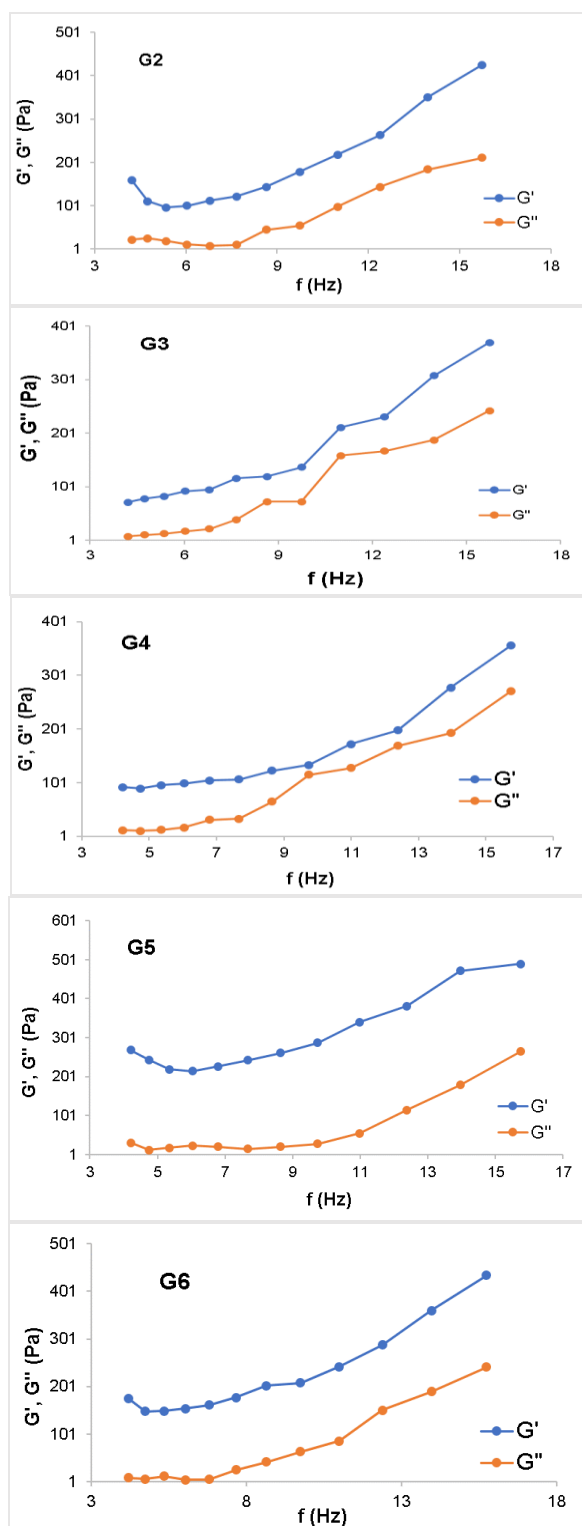 G2
501
401
301
201
101
1
G', G'' (Pa)
G'
G''
3 6 9 12 15 18
f (Hz)
G3
401
301
201
101
1
G', G'' (Pa)
G'
G''
3 6 9 12 15 18
f (Hz)
G4
401
301
201
101
1
G', G'' (Pa)
G'
G''
3 5 7 9 11 13 15 17
f (Hz)
G5
601
501
401
301
201
101
1
G', G'' (Pa)
G'
G''
3 5 7 9 11 13 15 17
f (Hz)
G6
501
401
301
201
101
1
G', G'' (Pa)
G'
G''
3 8 13 18
f (Hz)